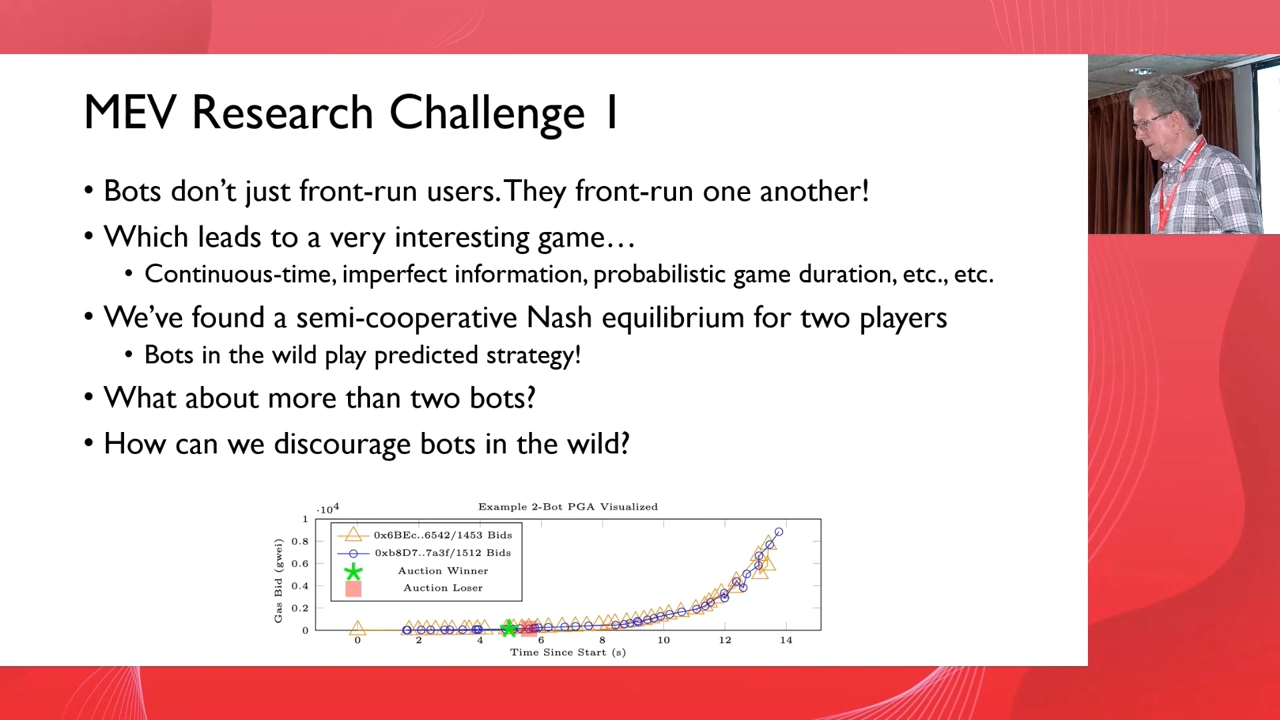 MEV Research Challenge 1
• Bots don't just front-run users. They front-run one another!
• Which leads to a very interesting game…
• Continuous-time, imperfect information, probabilistic game duration, etc., etc.
• We've found a semi-cooperative Nash equilibrium for two players
• Bots in the wild play predicted strategy!
• What about more than two bots?
• How can we discourage bots in the wild?
Example 2-Bot PGA Visualized
·10⁴
1
0.8
0.6
0.4
0.2
0
Gas Bid (gwei)
0x6BEc..6542/1453 Bids
0xb8D7..7a3f/1512 Bids
Auction Winner
Auction Loser
0 2 4 6 8 10 12 14
Time Since Start (s)